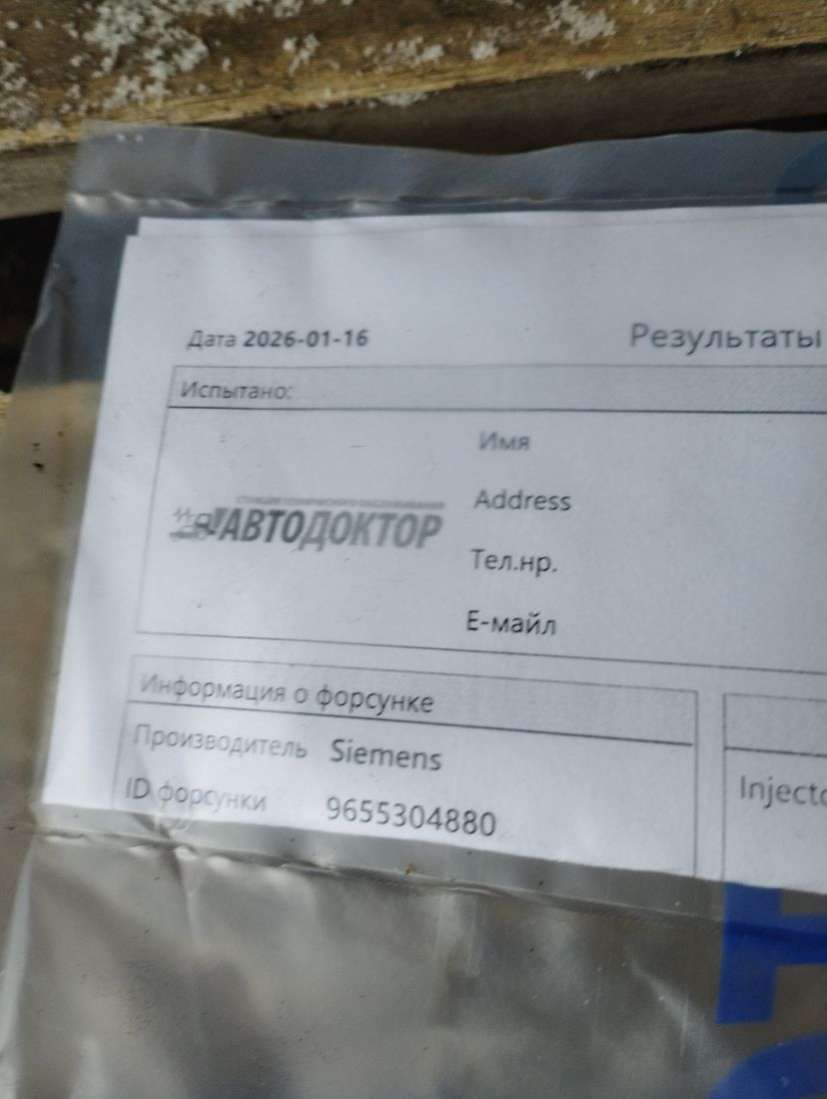 Дата 2026-01-16
Результаты
Испытано:
Имя
Address
АВТОДОКТОР
Тел.нр.
Е-майл
Информация о форсунке
Производитель Siemens
Injecto
ID форсунки 9655304880